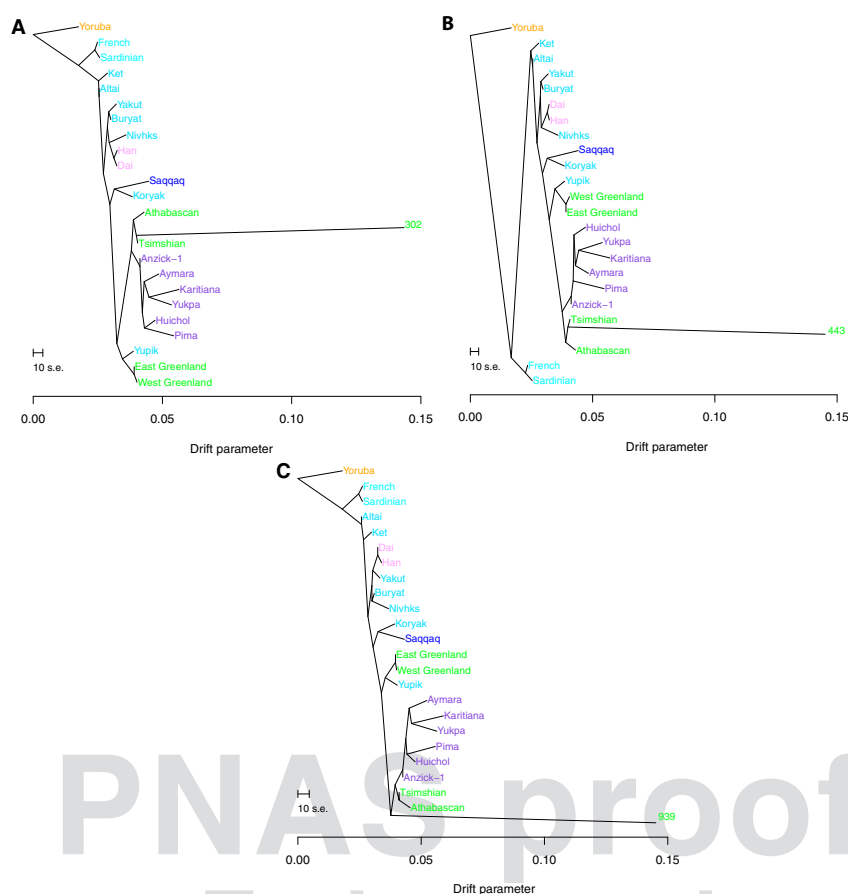 A
Yoruba
French
Sardinian
Ket
Altai
Yakut
Buryat
Nivhks
Han
Dai
Saqqaq
Koryak
Athabascan
302
Tsimshian
Anzick-1
Aymara
Karitiana
Yukpa
Huichol
Pima
Yupik
East Greenland
West Greenland
10 s.e.
0.00 0.05 0.10 0.15
Drift parameter
B
Yoruba
Ket
Altai
Yakut
Buryat
Dai
Han
Nivhks
Saqqaq
Koryak
Yupik
West Greenland
East Greenland
Huichol
Yukpa
Karitiana
Aymara
Pima
Anzick-1
Tsimshian
443
Athabascan
French
Sardinian
10 s.e.
0.00 0.05 0.10 0.15
Drift parameter
C
Yoruba
French
Sardinian
Altai
Ket
Dai
Han
Yakut
Buryat
Nivhks
Koryak
Saqqaq
East Greenland
West Greenland
Yupik
Aymara
Karitiana
Yukpa
Pima
Huichol
Anzick-1
Tsimshian
Athabascan
939
10 s.e.
0.00 0.05 0.10 0.15
Drift parameter
PNAS proof